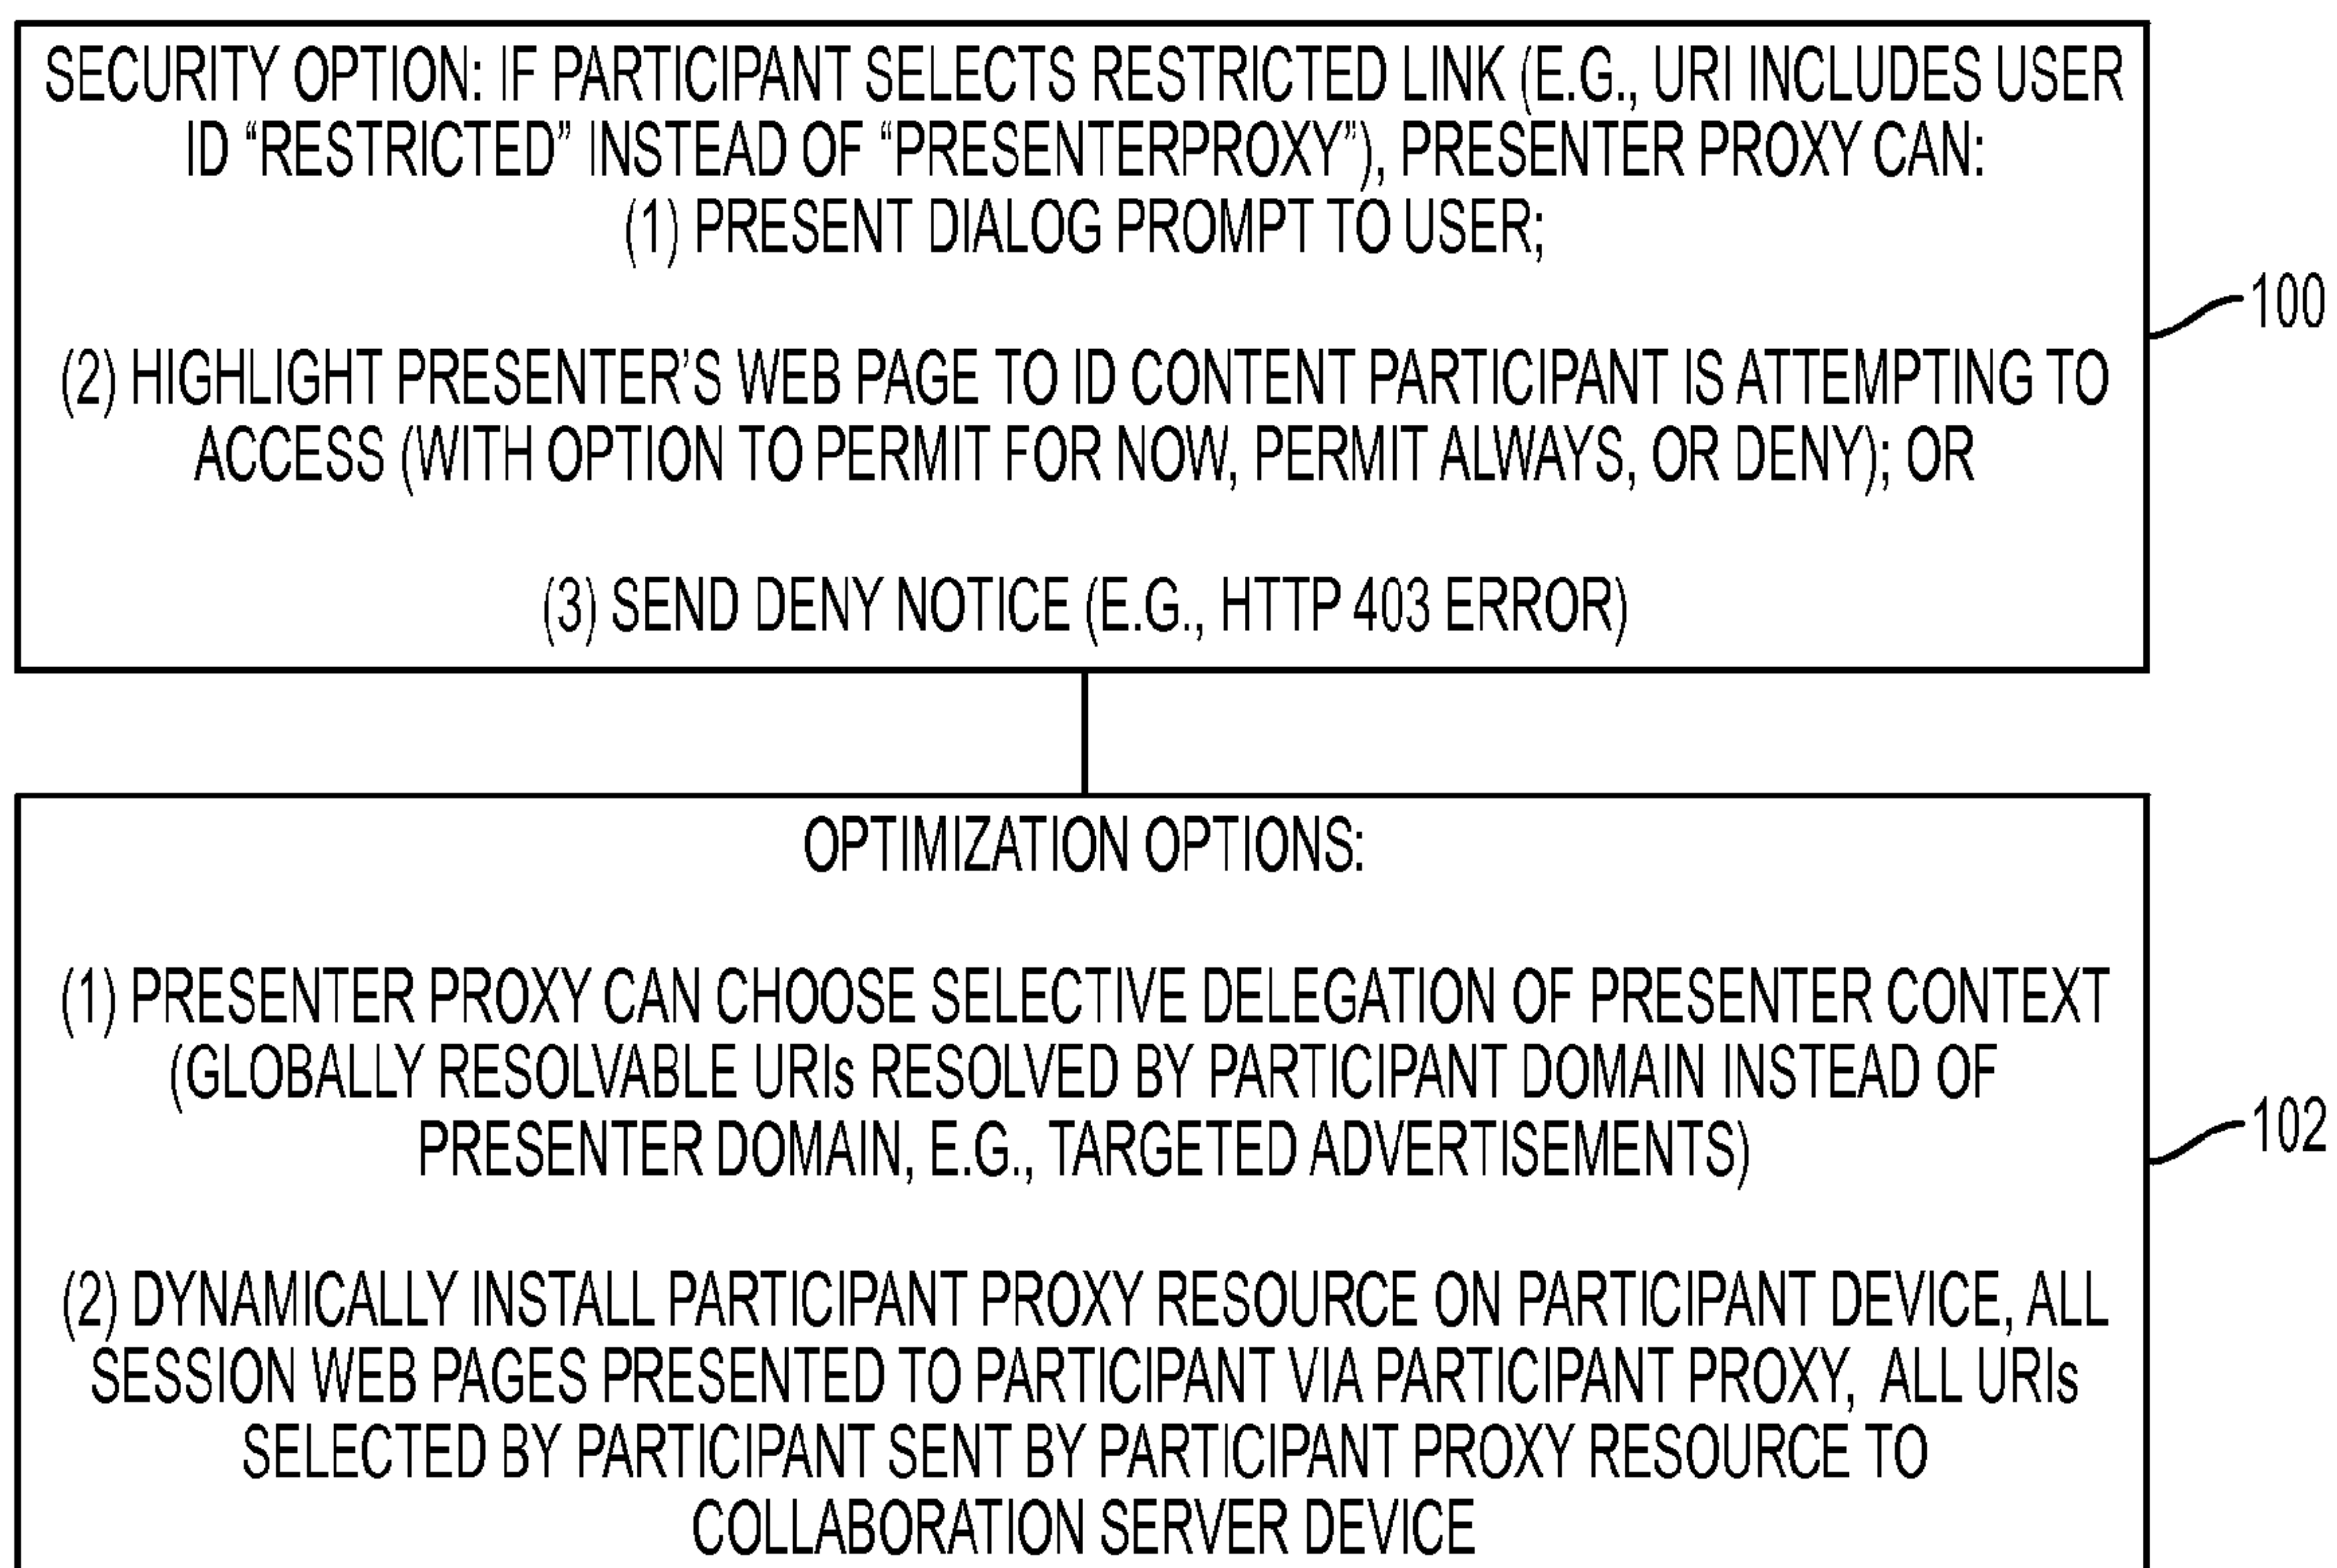 SECURITY OPTION: IF PARTICIPANT SELECTS RESTRICTED LINK (E.G., URI INCLUDES USER
ID “RESTRICTED” INSTEAD OF “PRESENTERPROXY”), PRESENTER PROXY CAN:
(1) PRESENT DIALOG PROMPT TO USER;
(2) HIGHLIGHT PRESENTER’S WEB PAGE TO ID CONTENT PARTICIPANT IS ATTEMPTING TO
ACCESS (WITH OPTION TO PERMIT FOR NOW, PERMIT ALWAYS, OR DENY); OR
(3) SEND DENY NOTICE (E.G., HTTP 403 ERROR)
100
OPTIMIZATION OPTIONS:
(1) PRESENTER PROXY CAN CHOOSE SELECTIVE DELEGATION OF PRESENTER CONTEXT
(GLOBALLY RESOLVABLE URIs RESOLVED BY PARTICIPANT DOMAIN INSTEAD OF
PRESENTER DOMAIN, E.G., TARGETED ADVERTISEMENTS)
(2) DYNAMICALLY INSTALL PARTICIPANT PROXY RESOURCE ON PARTICIPANT DEVICE, ALL
SESSION WEB PAGES PRESENTED TO PARTICIPANT VIA PARTICIPANT PROXY, ALL URIs
SELECTED BY PARTICIPANT SENT BY PARTICIPANT PROXY RESOURCE TO
COLLABORATION SERVER DEVICE
102